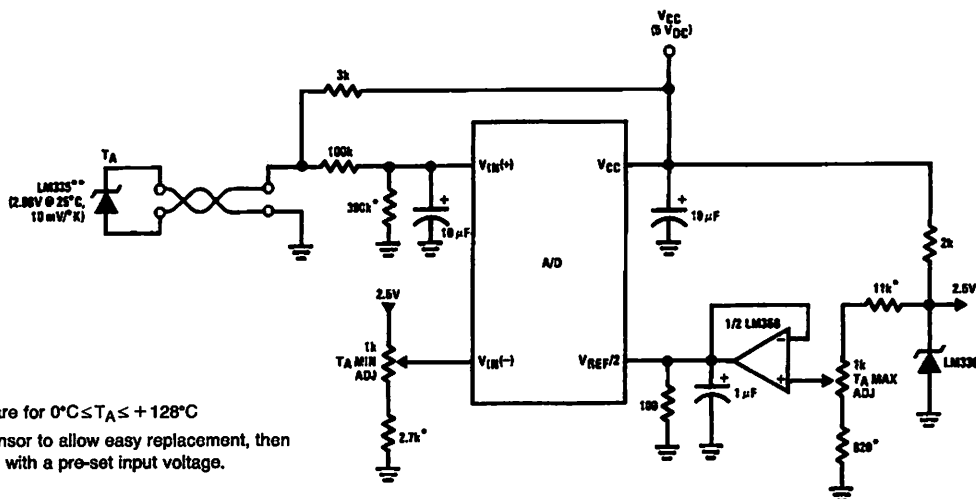 VCC
(5 VDC)
3k
TA
100k
VIN(+)
VCC
LM335**
(2.98V @ 25°C,
10 mV/°K)
390k*
+
10 µF
+
10 µF
2k
A/D
2.5V
11k*
2.5V
1/2 LM358
1k
TA MIN
ADJ
VIN(–)
VREF/2
–
+
1k
TA MAX
ADJ
LM336
+
1 µF
100
2.7k*
820*
are for 0°C≤TA≤ +128°C
nsor to allow easy replacement, then
with a pre-set input voltage.